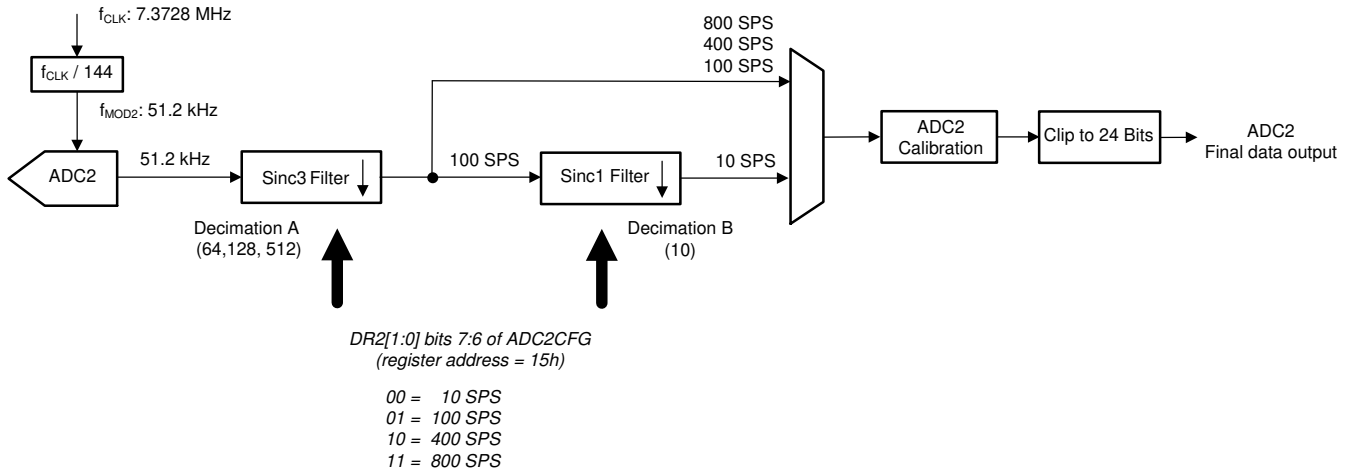 f_CLK: 7.3728 MHz
f_CLK / 144
f_MOD2: 51.2 kHz
800 SPS
400 SPS
100 SPS
ADC2
51.2 kHz
Sinc3 Filter
100 SPS
Sinc1 Filter
10 SPS
ADC2
Calibration
Clip to 24 Bits
ADC2
Final data output
Decimation A
(64,128, 512)
Decimation B
(10)
DR2[1:0] bits 7:6 of ADC2CFG
(register address = 15h)
00 = 10 SPS
01 = 100 SPS
10 = 400 SPS
11 = 800 SPS